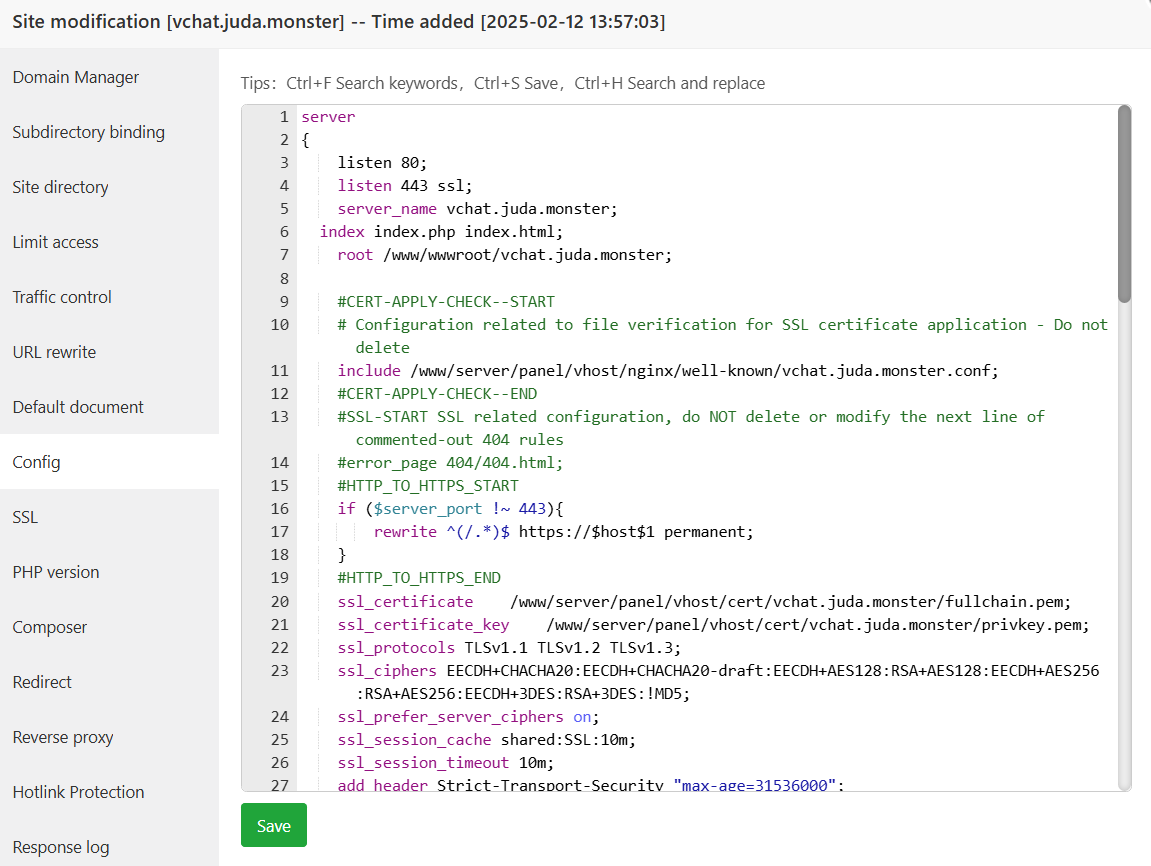 Site modification [vchat.juda.monster] -- Time added [2025-02-12 13:57:03]
Domain Manager
Subdirectory binding
Site directory
Limit access
Traffic control
URL rewrite
Default document
Config
SSL
PHP version
Composer
Redirect
Reverse proxy
Hotlink Protection
Response log
Tips: Ctrl+F Search keywords, Ctrl+S Save, Ctrl+H Search and replace
1 server
2 {
3     listen 80;
4     listen 443 ssl;
5     server_name vchat.juda.monster;
6   index index.php index.html;
7     root /www/wwwroot/vchat.juda.monster;
8
9     #CERT-APPLY-CHECK--START
10     # Configuration related to file verification for SSL certificate application - Do not
delete
11     include /www/server/panel/vhost/nginx/well-known/vchat.juda.monster.conf;
12     #CERT-APPLY-CHECK--END
13     #SSL-START SSL related configuration, do NOT delete or modify the next line of
commented-out 404 rules
14     #error_page 404/404.html;
15     #HTTP_TO_HTTPS_START
16     if ($server_port !~ 443){
17         rewrite ^(/.*)$ https://$host$1 permanent;
18     }
19     #HTTP_TO_HTTPS_END
20     ssl_certificate    /www/server/panel/vhost/cert/vchat.juda.monster/fullchain.pem;
21     ssl_certificate_key    /www/server/panel/vhost/cert/vchat.juda.monster/privkey.pem;
22     ssl_protocols TLSv1.1 TLSv1.2 TLSv1.3;
23     ssl_ciphers EECDH+CHACHA20:EECDH+CHACHA20-draft:EECDH+AES128:RSA+AES128:EECDH+AES256
:RSA+AES256:EECDH+3DES:RSA+3DES:!MD5;
24     ssl_prefer_server_ciphers on;
25     ssl_session_cache shared:SSL:10m;
26     ssl_session_timeout 10m;
27     add_header Strict-Transport-Security "max-age=31536000";
Save